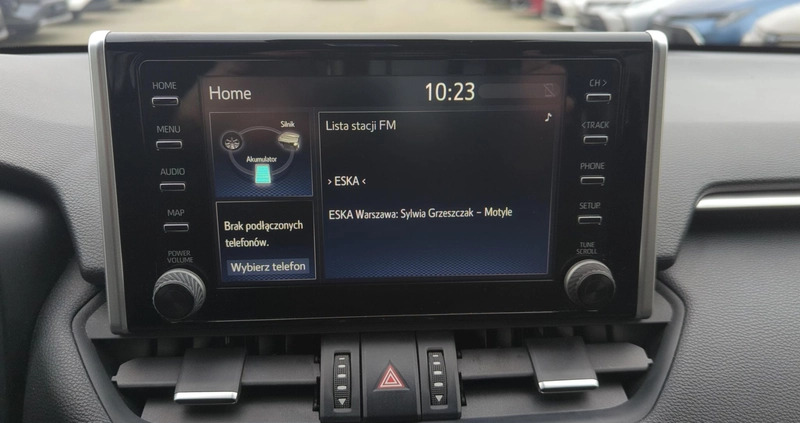 HOME
MENU
AUDIO
MAP
POWER
VOLUME
Home
10:23
Silnik
Akumulator
Brak podłączonych
telefonów.
Wybierz telefon
Lista stacji FM
› ESKA ‹
ESKA Warszawa: Sylwia Grzeszczak – Motyle
CH >
<TRACK
PHONE
SETUP
TUNE
SCROLL